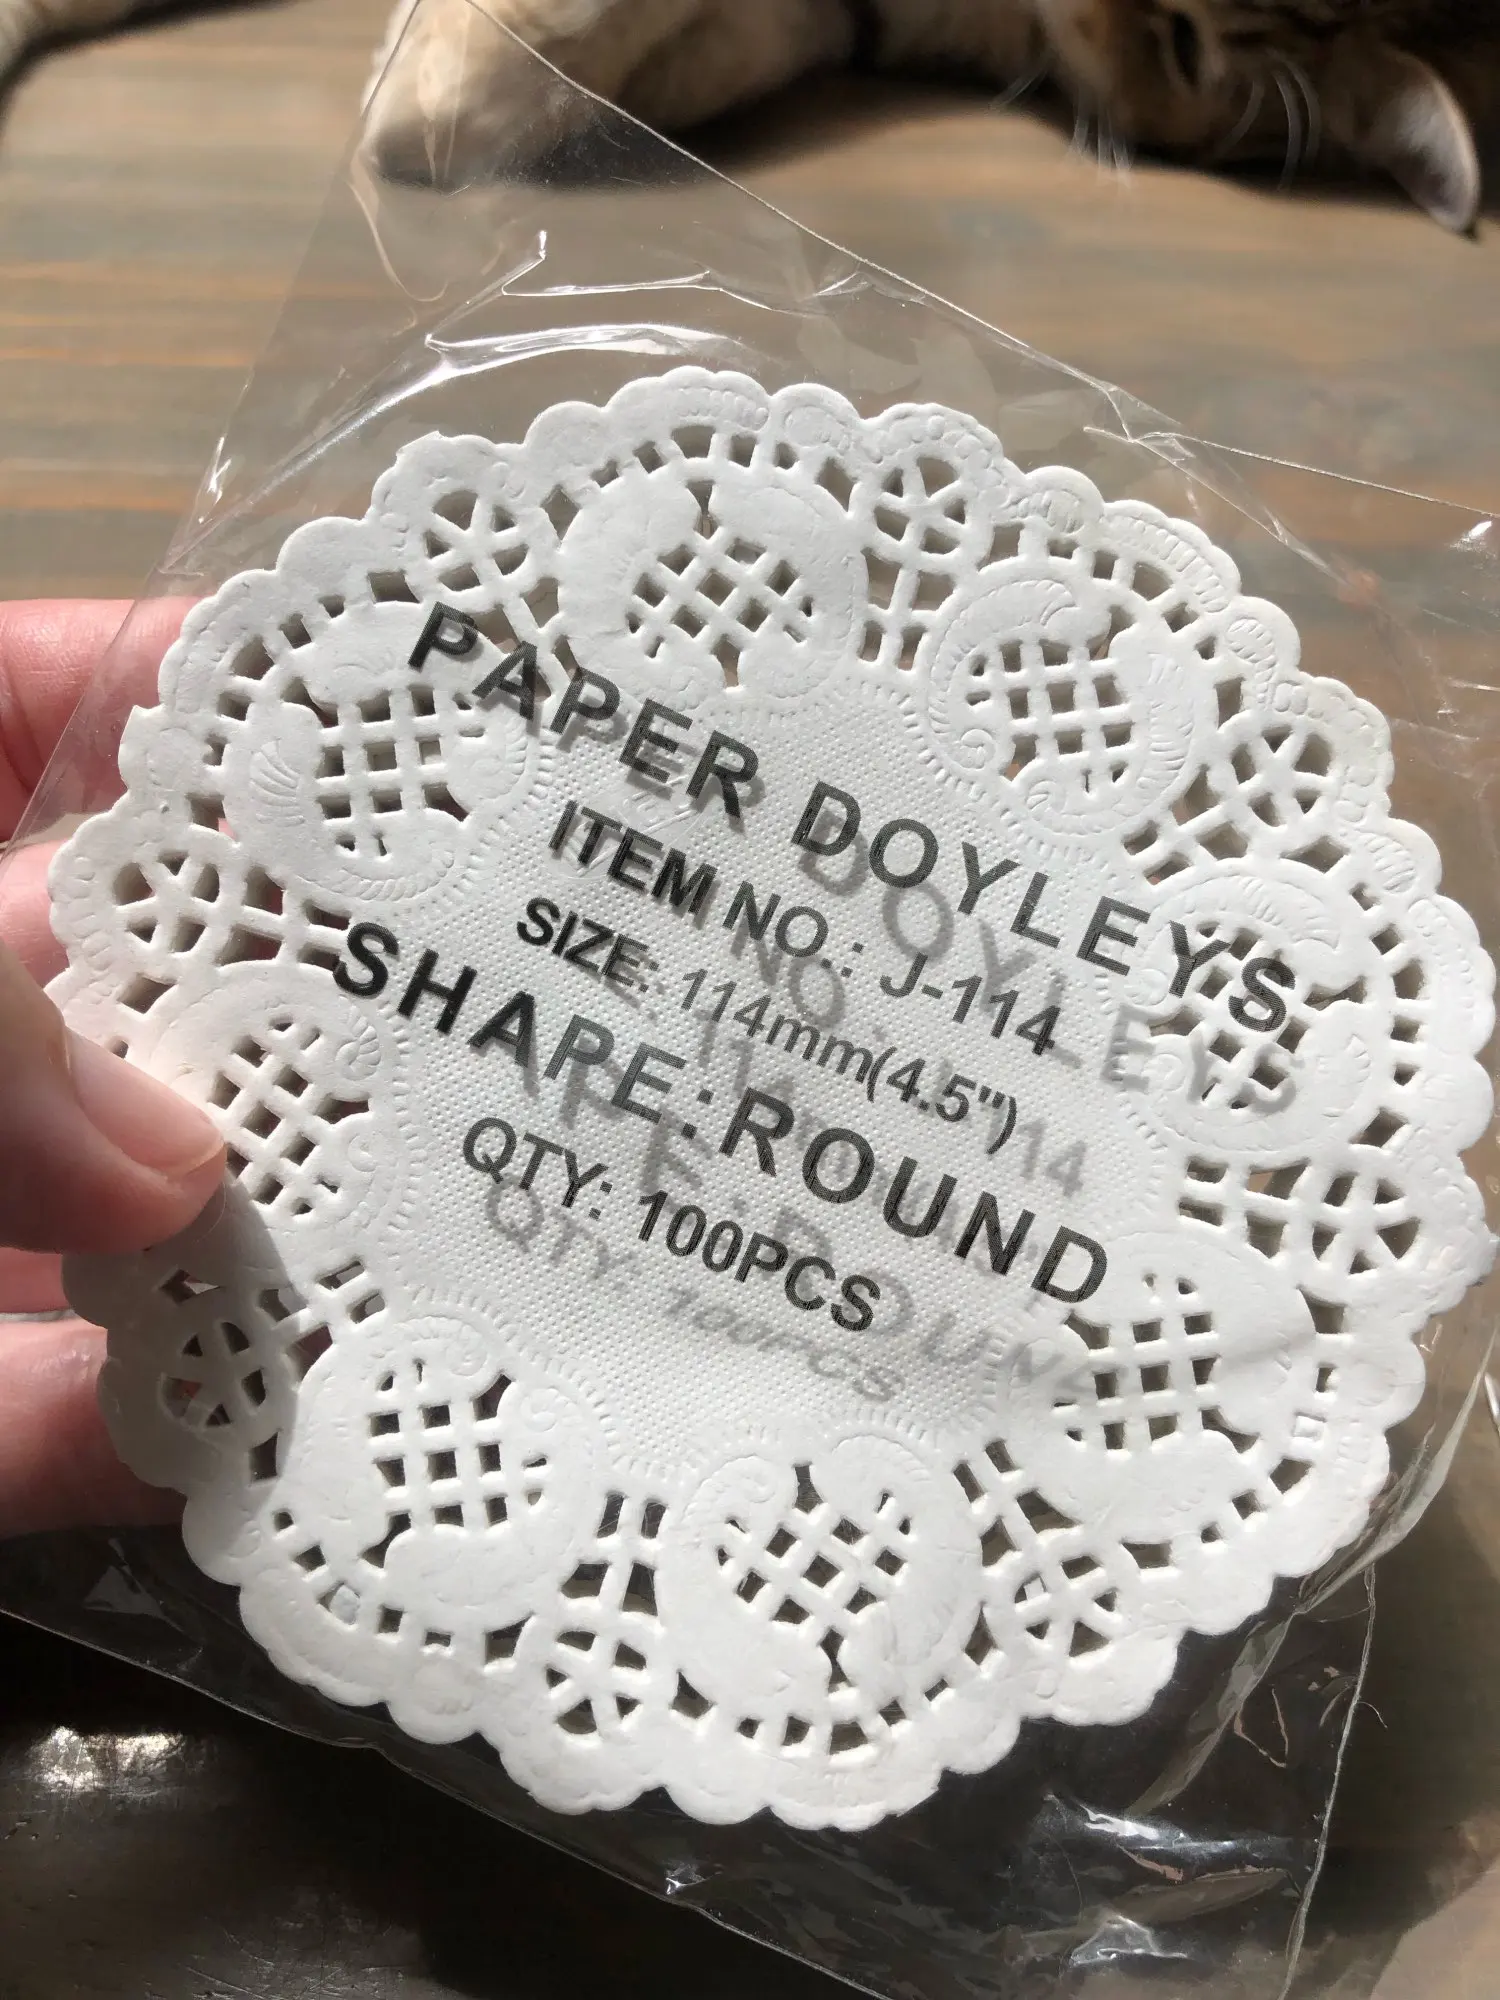 PAPER DOYLEYS
ITEM NO.: J-114
SIZE: 114mm(4.5")
SHAPE:ROUND
QTY: 100PCS